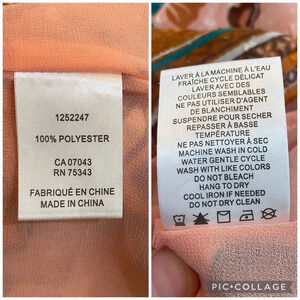 1252247
100% POLYESTER
CA 07043
RN 75343
FABRIQUÉ EN CHINE
MADE IN CHINA
LAVER À LA MACHINE À L'EAU
FRAÎCHE CYCLE DÉLICAT
LAVER AVEC DES
COULEURS SEMBLABLES
NE PAS UTILISER D'AGENT
DE BLANCHIMENT
SUSPENDRE POUR SÉCHER
REPASSER À BASSE
TEMPÉRATURE
NE PAS NETTOYER À SEC
MACHINE WASH IN COLD
WATER GENTLE CYCLE
WASH WITH LIKE COLORS
DO NOT BLEACH
HANG TO DRY
COOL IRON IF NEEDED
DO NOT DRY CLEAN
PIC•COLLAGE